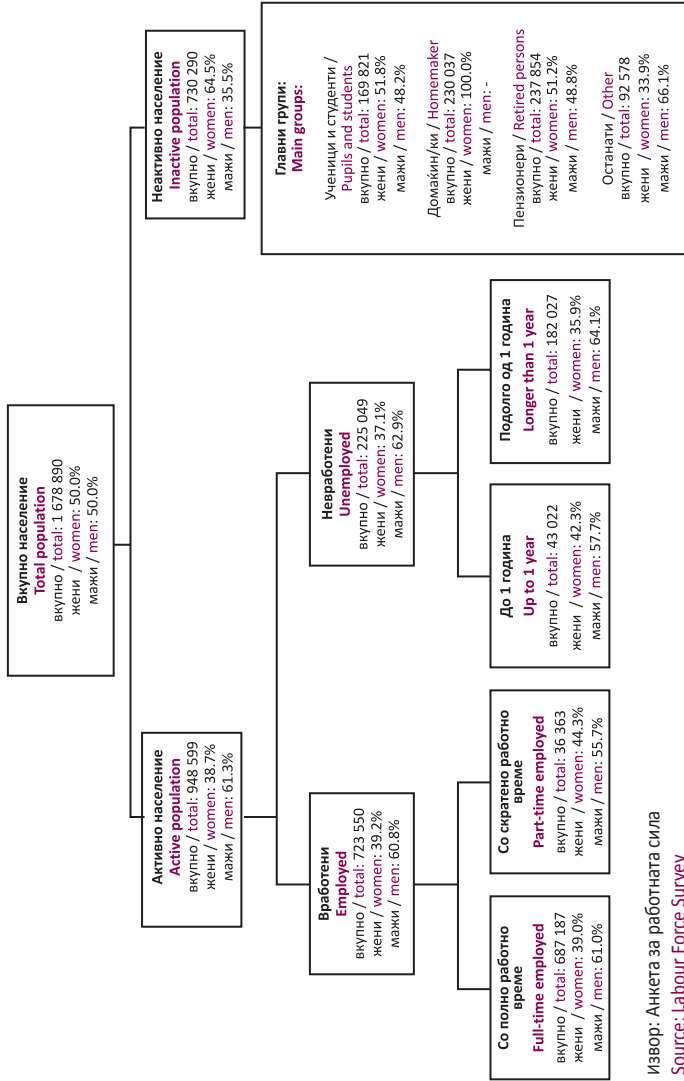 Вкупно население
Total population
вкупно / total: 1 678 890
жени / women: 50.0%
мажи / men: 50.0%
Активно население
Active population
вкупно / total: 948 599
жени / women: 38.7%
мажи / men: 61.3%
Неактивно население
Inactive population
вкупно / total: 730 290
жени / women: 64.5%
мажи / men: 35.5%
Вработени
Employed
вкупно / total: 723 550
жени / women: 39.2%
мажи / men: 60.8%
Невработени
Unemployed
вкупно / total: 225 049
жени / women: 37.1%
мажи / men: 62.9%
Главни групи:
Main groups:
Ученици и студенти /
Pupils and students
вкупно / total: 169 821
жени / women: 51.8%
мажи / men: 48.2%
Домаќин/ки / Homemaker
вкупно / total: 230 037
жени / women: 100.0%
мажи / men: -
Пензионери / Retired persons
вкупно / total: 237 854
жени / women: 51.2%
мажи / men: 48.8%
Останати / Other
вкупно / total: 92 578
жени / women: 33.9%
мажи / men: 66.1%
Со полно работно
време
Full-time employed
вкупно / total: 687 187
жени / women: 39.0%
мажи / men: 61.0%
Со скратено работно
време
Part-time employed
вкупно / total: 36 363
жени / women: 44.3%
мажи / men: 55.7%
До 1 година
Up to 1 year
вкупно / total: 43 022
жени / women: 42.3%
мажи / men: 57.7%
Подолго од 1 година
Longer than 1 year
вкупно / total: 182 027
жени / women: 35.9%
мажи / men: 64.1%
Извор: Анкета за работната сила
Source: Labour Force Survey